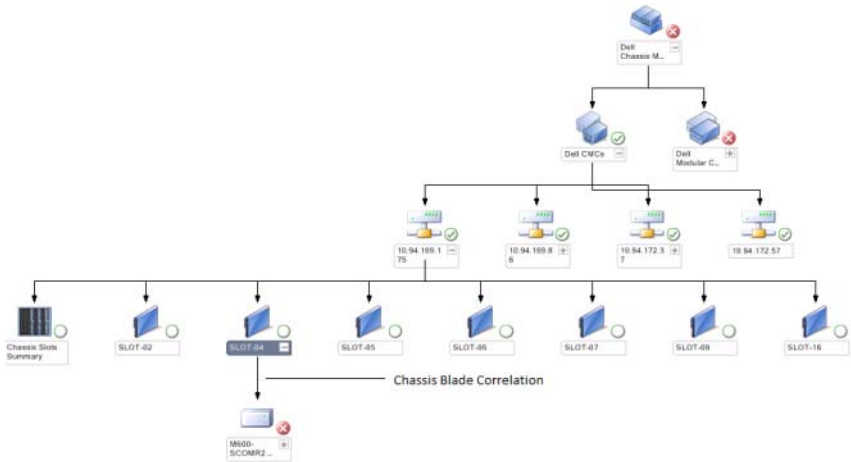 Dell
Chassis M...
Dell CMCs
Dell
Modular C...
10.94.169.1
75
10.94.169.8
6
10.94.172.3
7
10.94.172.57
Chassis Slots
Summary
SLOT-02
SLOT-04
SLOT-05
SLOT-06
SLOT-07
SLOT-09
SLOT-16
Chassis Blade Correlation
M600-
SCOMR2...